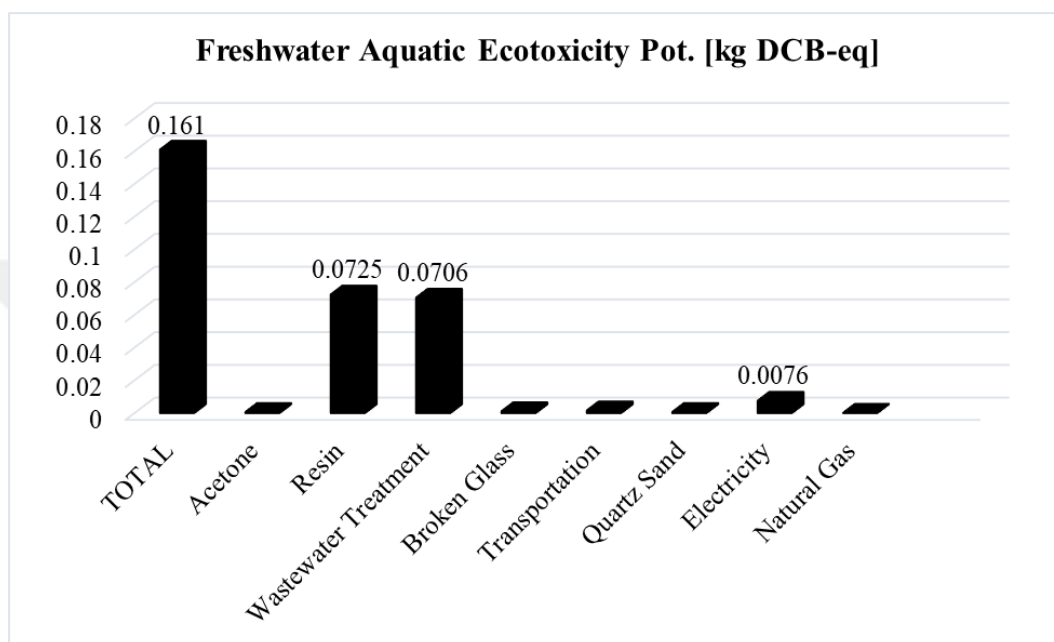 Freshwater Aquatic Ecotoxicity Pot. [kg DCB-eq]
0.18
0.16
0.14
0.12
0.1
0.08
0.06
0.04
0.02
0
0.161
0.0725
0.0706
0.0076
TOTAL
Acetone
Resin
Wastewater Treatment
Broken Glass
Transportation
Quartz Sand
Electricity
Natural Gas